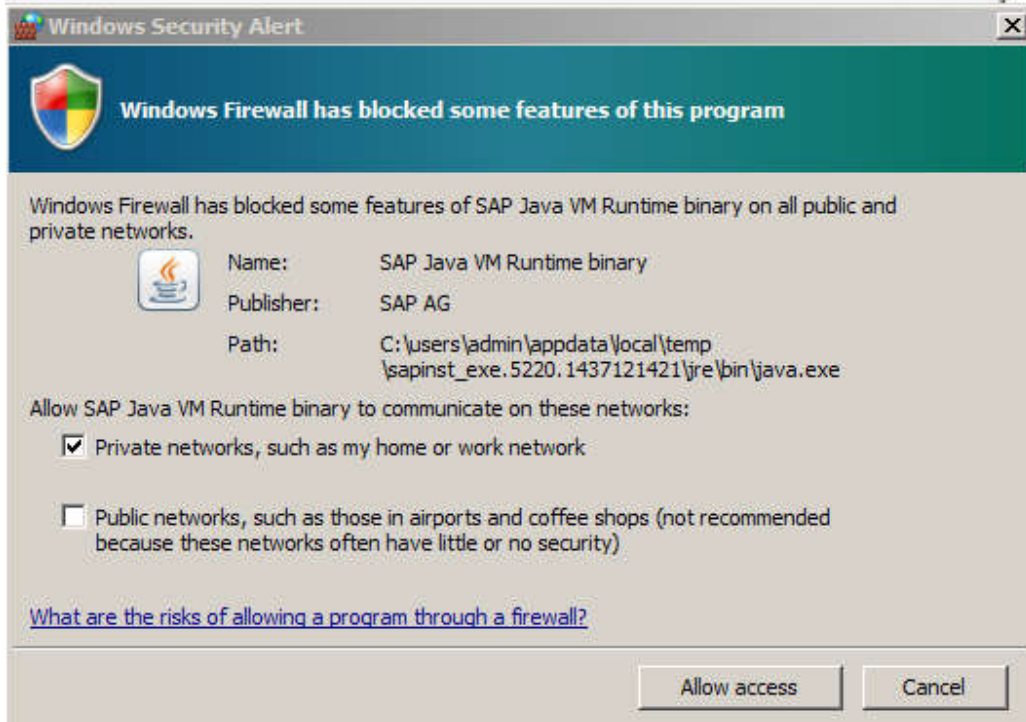 Windows Security Alert
Windows Firewall has blocked some features of this program
Windows Firewall has blocked some features of SAP Java VM Runtime binary on all public and
private networks.
Name: SAP Java VM Runtime binary
Publisher: SAP AG
Path: C:\users\admin\appdata\local\temp
\sapinst_exe.5220.1437121421\jre\bin\java.exe
Allow SAP Java VM Runtime binary to communicate on these networks:
Private networks, such as my home or work network
Public networks, such as those in airports and coffee shops (not recommended
because these networks often have little or no security)
What are the risks of allowing a program through a firewall?
Allow access Cancel